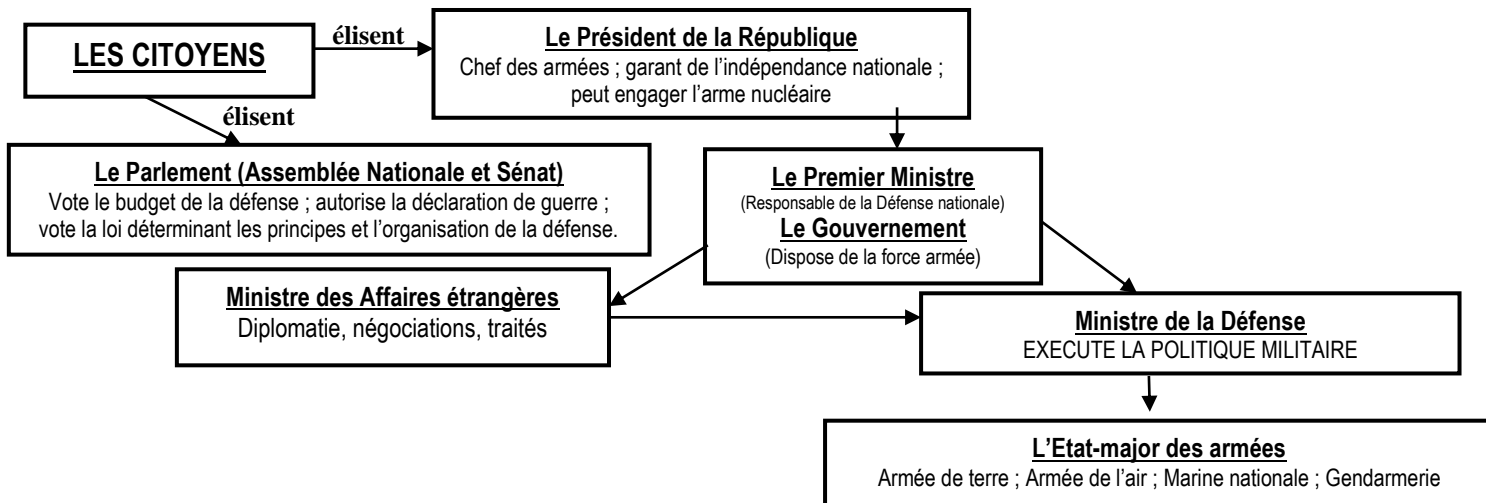 LES CITOYENS
élisent
Le Président de la République
Chef des armées ; garant de l’indépendance nationale ;
peut engager l’arme nucléaire
élisent
Le Parlement (Assemblée Nationale et Sénat)
Vote le budget de la défense ; autorise la déclaration de guerre ;
vote la loi déterminant les principes et l’organisation de la défense.
Le Premier Ministre
(Responsable de la Défense nationale)
Le Gouvernement
(Dispose de la force armée)
Ministre des Affaires étrangères
Diplomatie, négociations, traités
Ministre de la Défense
EXECUTE LA POLITIQUE MILITAIRE
L’Etat-major des armées
Armée de terre ; Armée de l’air ; Marine nationale ; Gendarmerie